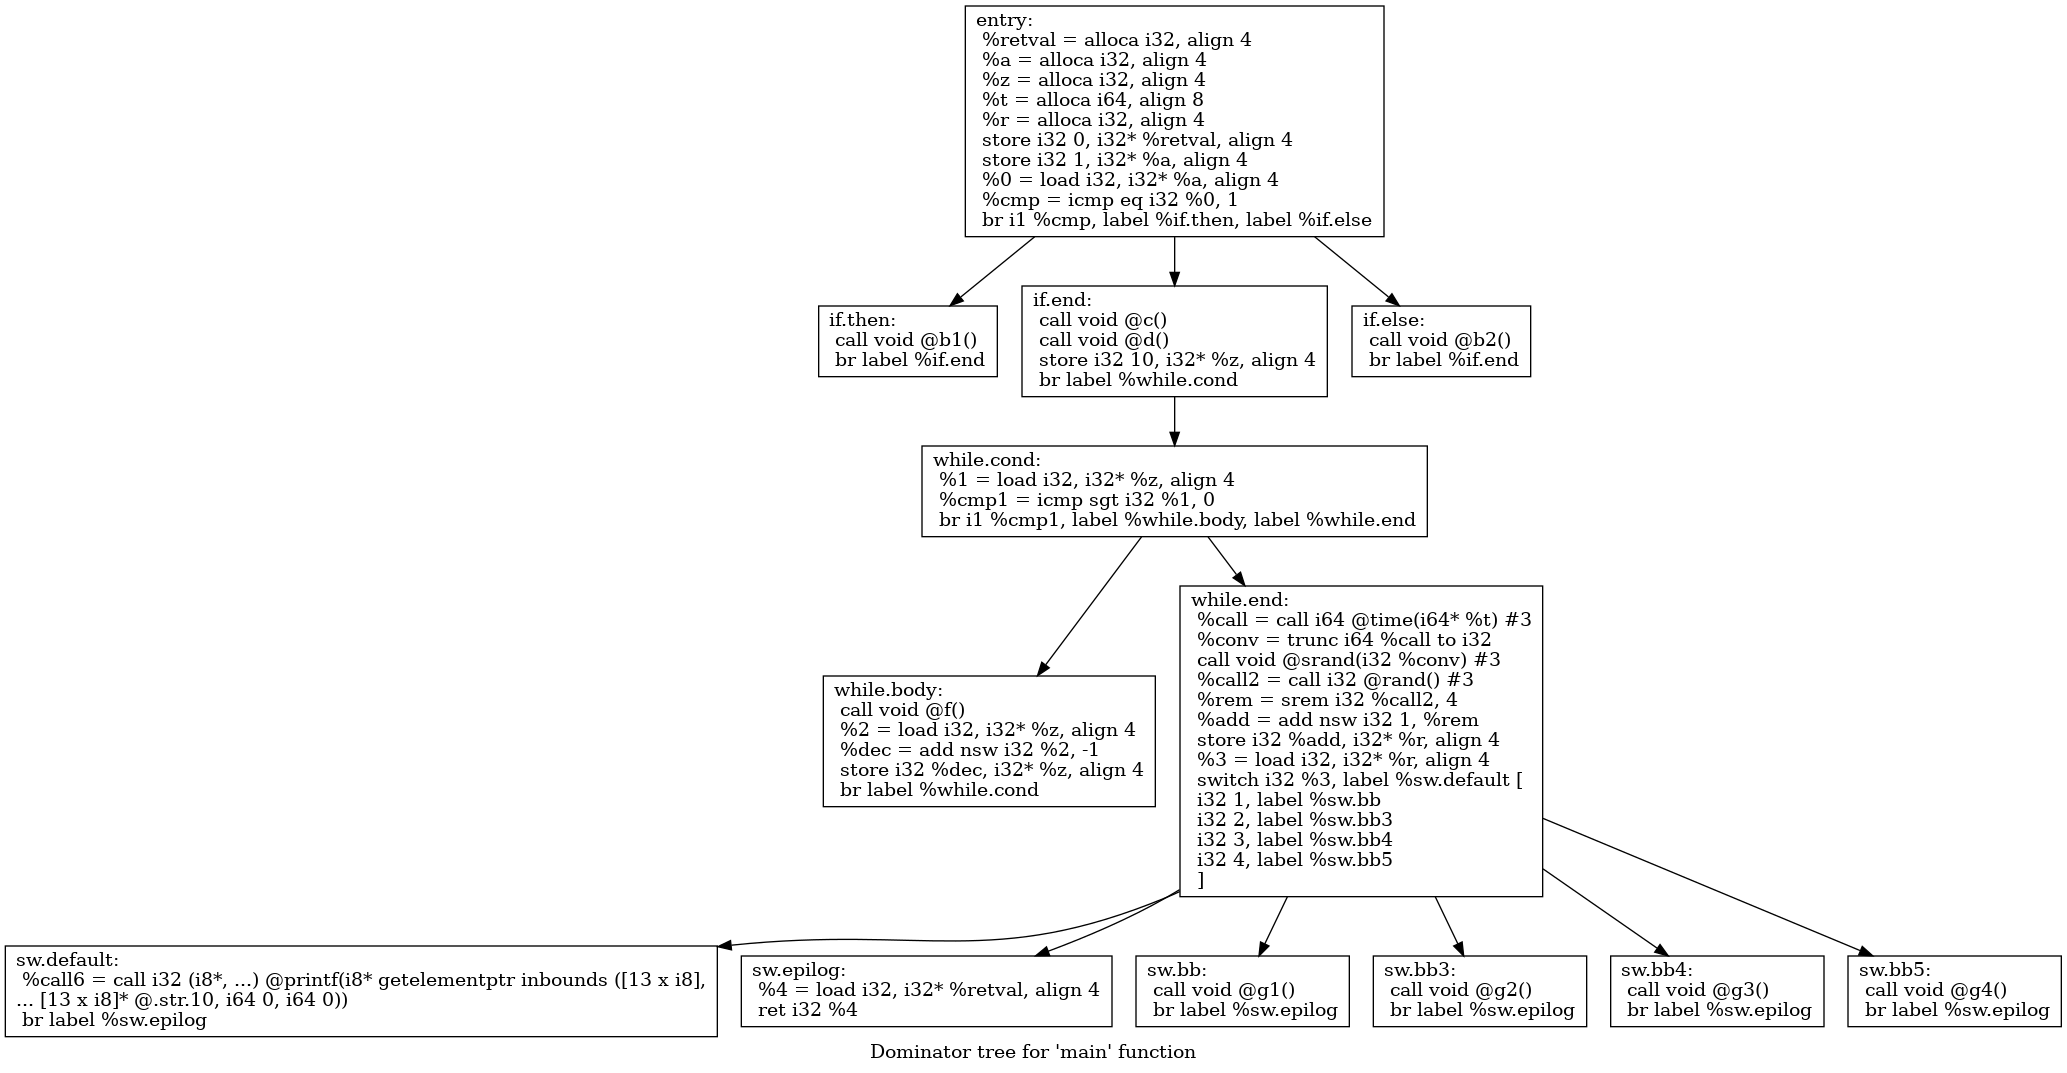 entry:
%retval = alloca i32, align 4
%a = alloca i32, align 4
%z = alloca i32, align 4
%t = alloca i64, align 8
%r = alloca i32, align 4
store i32 0, i32* %retval, align 4
store i32 1, i32* %a, align 4
%0 = load i32, i32* %a, align 4
%cmp = icmp eq i32 %0, 1
br i1 %cmp, label %if.then, label %if.else
if.then:
call void @b1()
br label %if.end
if.end:
call void @c()
call void @d()
store i32 10, i32* %z, align 4
br label %while.cond
if.else:
call void @b2()
br label %if.end
while.cond:
%1 = load i32, i32* %z, align 4
%cmp1 = icmp sgt i32 %1, 0
br i1 %cmp1, label %while.body, label %while.end
while.body:
call void @f()
%2 = load i32, i32* %z, align 4
%dec = add nsw i32 %2, -1
store i32 %dec, i32* %z, align 4
br label %while.cond
while.end:
%call = call i64 @time(i64* %t) #3
%conv = trunc i64 %call to i32
call void @srand(i32 %conv) #3
%call2 = call i32 @rand() #3
%rem = srem i32 %call2, 4
%add = add nsw i32 1, %rem
store i32 %add, i32* %r, align 4
%3 = load i32, i32* %r, align 4
switch i32 %3, label %sw.default [
i32 1, label %sw.bb
i32 2, label %sw.bb3
i32 3, label %sw.bb4
i32 4, label %sw.bb5
]
sw.default:
%call6 = call i32 (i8*, ...) @printf(i8* getelementptr inbounds ([13 x i8],
... [13 x i8]* @.str.10, i64 0, i64 0))
br label %sw.epilog
sw.epilog:
%4 = load i32, i32* %retval, align 4
ret i32 %4
sw.bb:
call void @g1()
br label %sw.epilog
sw.bb3:
call void @g2()
br label %sw.epilog
sw.bb4:
call void @g3()
br label %sw.epilog
sw.bb5:
call void @g4()
br label %sw.epilog
Dominator tree for 'main' function